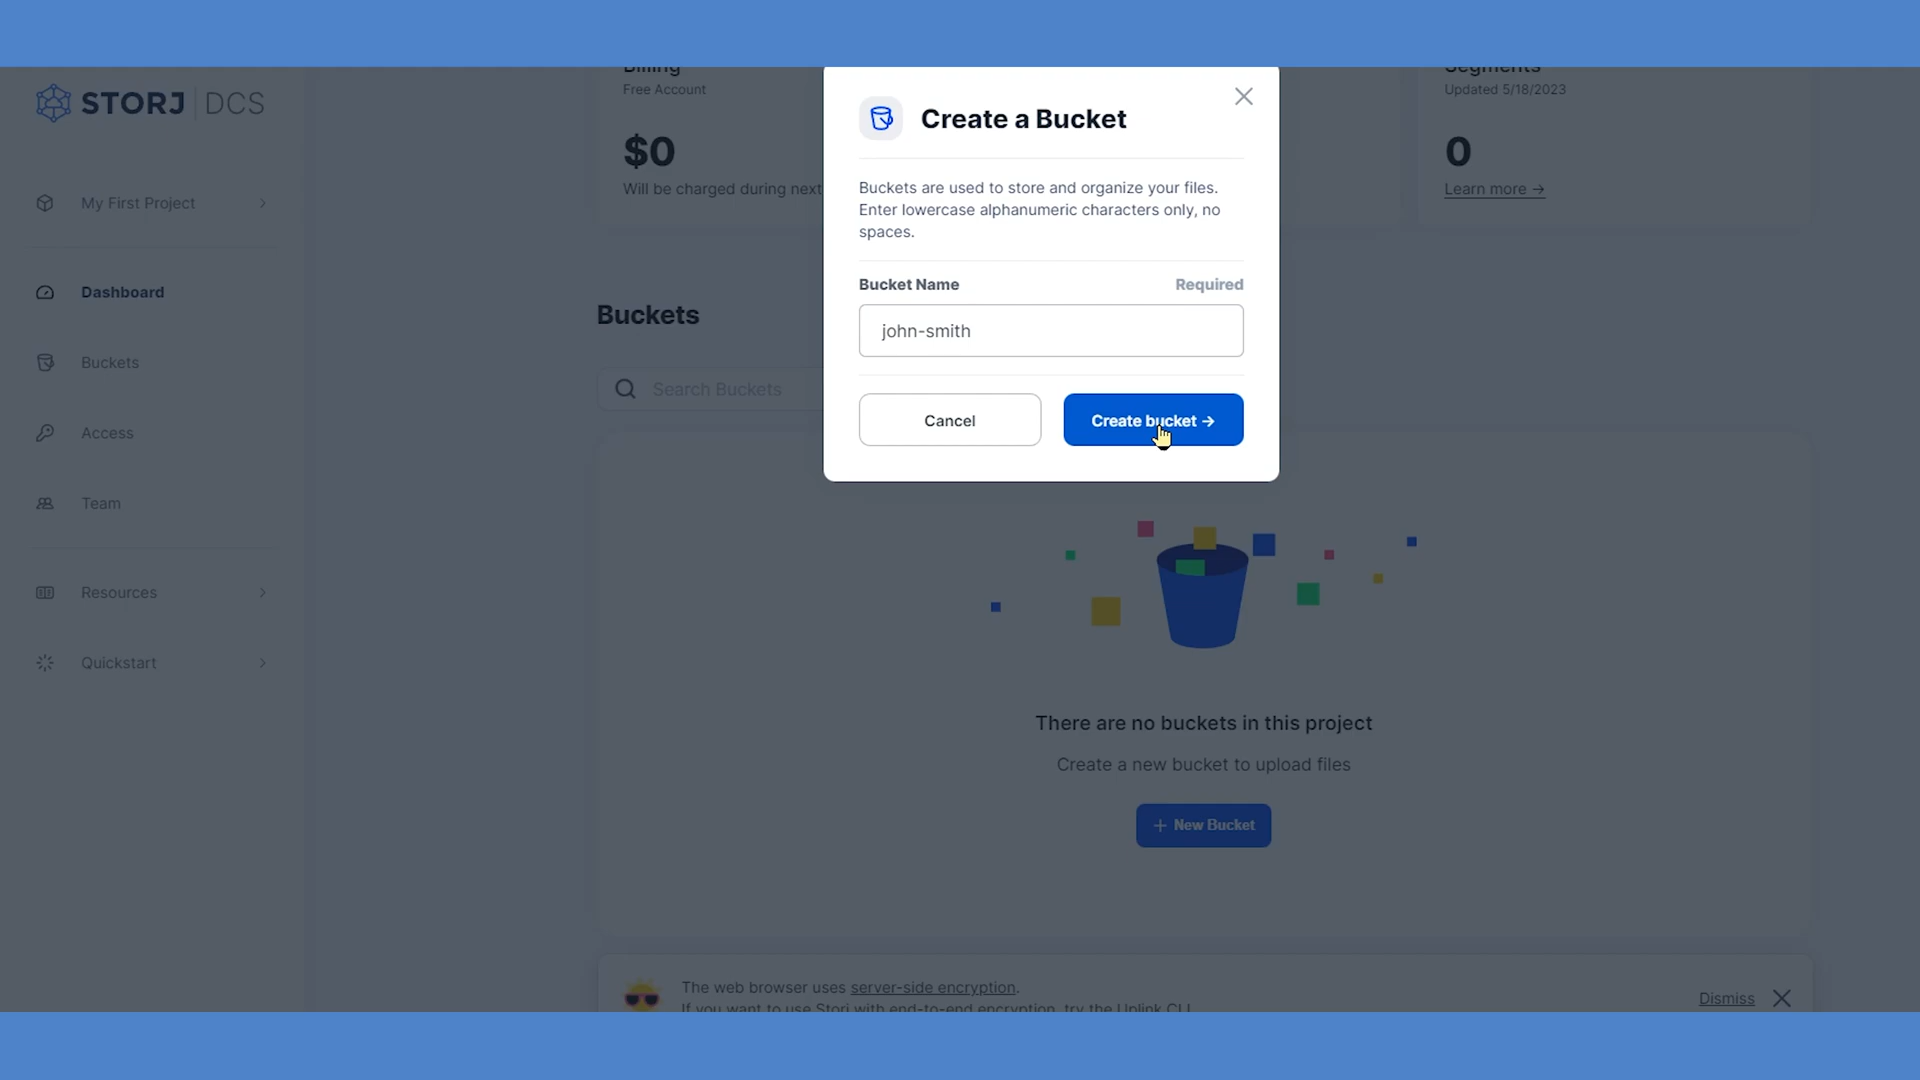 Billing
Free Account
$0
Will be charged during next
Segments
Updated 5/18/2023
0
Learn more →
STORJ DCS
My First Project
Dashboard
Buckets
Access
Team
Resources
Quickstart
Buckets
Search Buckets
Create a Bucket
Buckets are used to store and organize your files.
Enter lowercase alphanumeric characters only, no
spaces.
Bucket Name
Required
john-smith
Cancel
Create bucket →
There are no buckets in this project
Create a new bucket to upload files
+ New Bucket
The web browser uses server-side encryption.
If you want to use Storj with end-to-end encryption, try the Uplink CLI
Dismiss